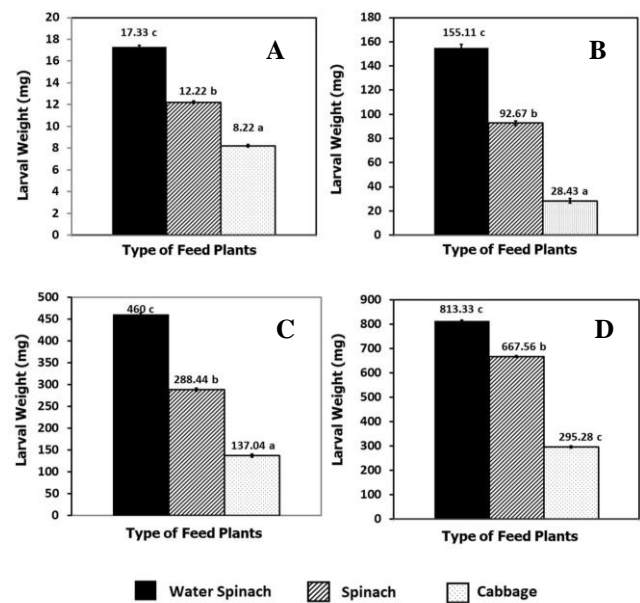 A
Larval Weight (mg)
20
18
16
14
12
10
8
6
4
2
0
17.33 c
12.22 b
8.22 a
Type of Feed Plants
B
Larval Weight (mg)
180
160
140
120
100
80
60
40
20
0
155.11 c
92.67 b
28.43 a
Type of Feed Plants
C
Larval Weight (mg)
500
450
400
350
300
250
200
150
100
50
0
460 c
288.44 b
137.04 a
Type of Feed Plants
D
Larval Weight (mg)
900
800
700
600
500
400
300
200
100
0
813.33 c
667.56 b
295.28 c
Type of Feed Plants
Water Spinach
Spinach
Cabbage